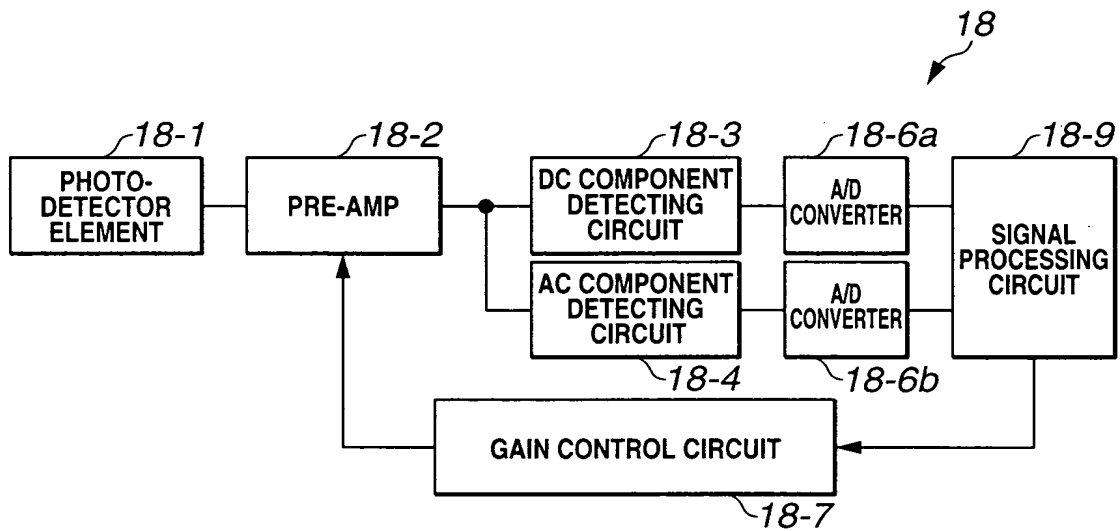 18
18-1
18-2
18-3
18-6a
18-9
PHOTO-
DETECTOR
ELEMENT
PRE-AMP
DC COMPONENT
DETECTING
CIRCUIT
A/D
CONVERTER
SIGNAL
PROCESSING
CIRCUIT
AC COMPONENT
DETECTING
CIRCUIT
A/D
CONVERTER
18-4
18-6b
GAIN CONTROL CIRCUIT
18-7